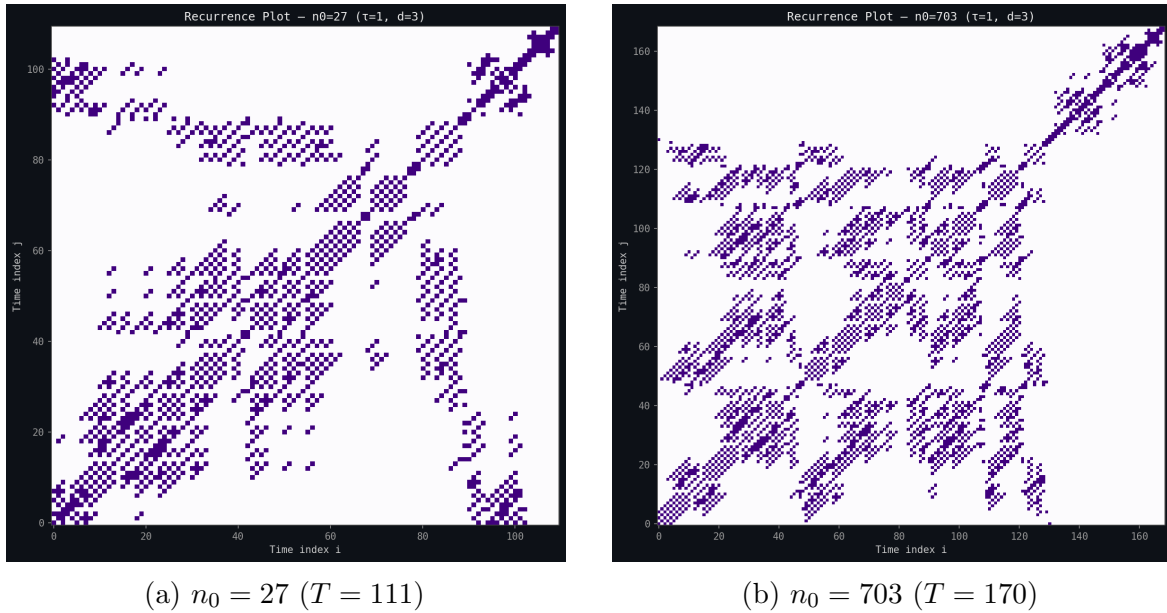 Recurrence Plot — n0=27 (τ=1, d=3)
100
80
60
40
20
0
Time index j
0 20 40 60 80 100
Time index i
(a) n₀ = 27 (T = 111)
Recurrence Plot — n0=703 (τ=1, d=3)
160
140
120
100
80
60
40
20
0
Time index j
0 20 40 60 80 100 120 140 160
Time index i
(b) n₀ = 703 (T = 170)